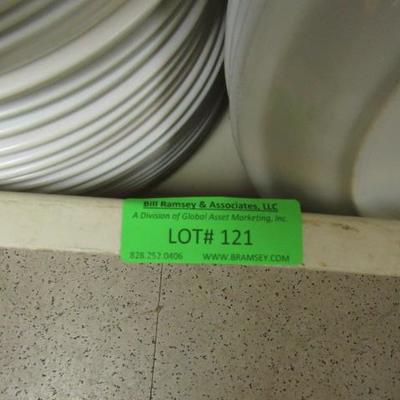 Bill Ramsey & Associates, LLC
A Division of Global Asset Marketing, Inc.
LOT# 121
828.252.0406 WWW.BRAMSEY.COM